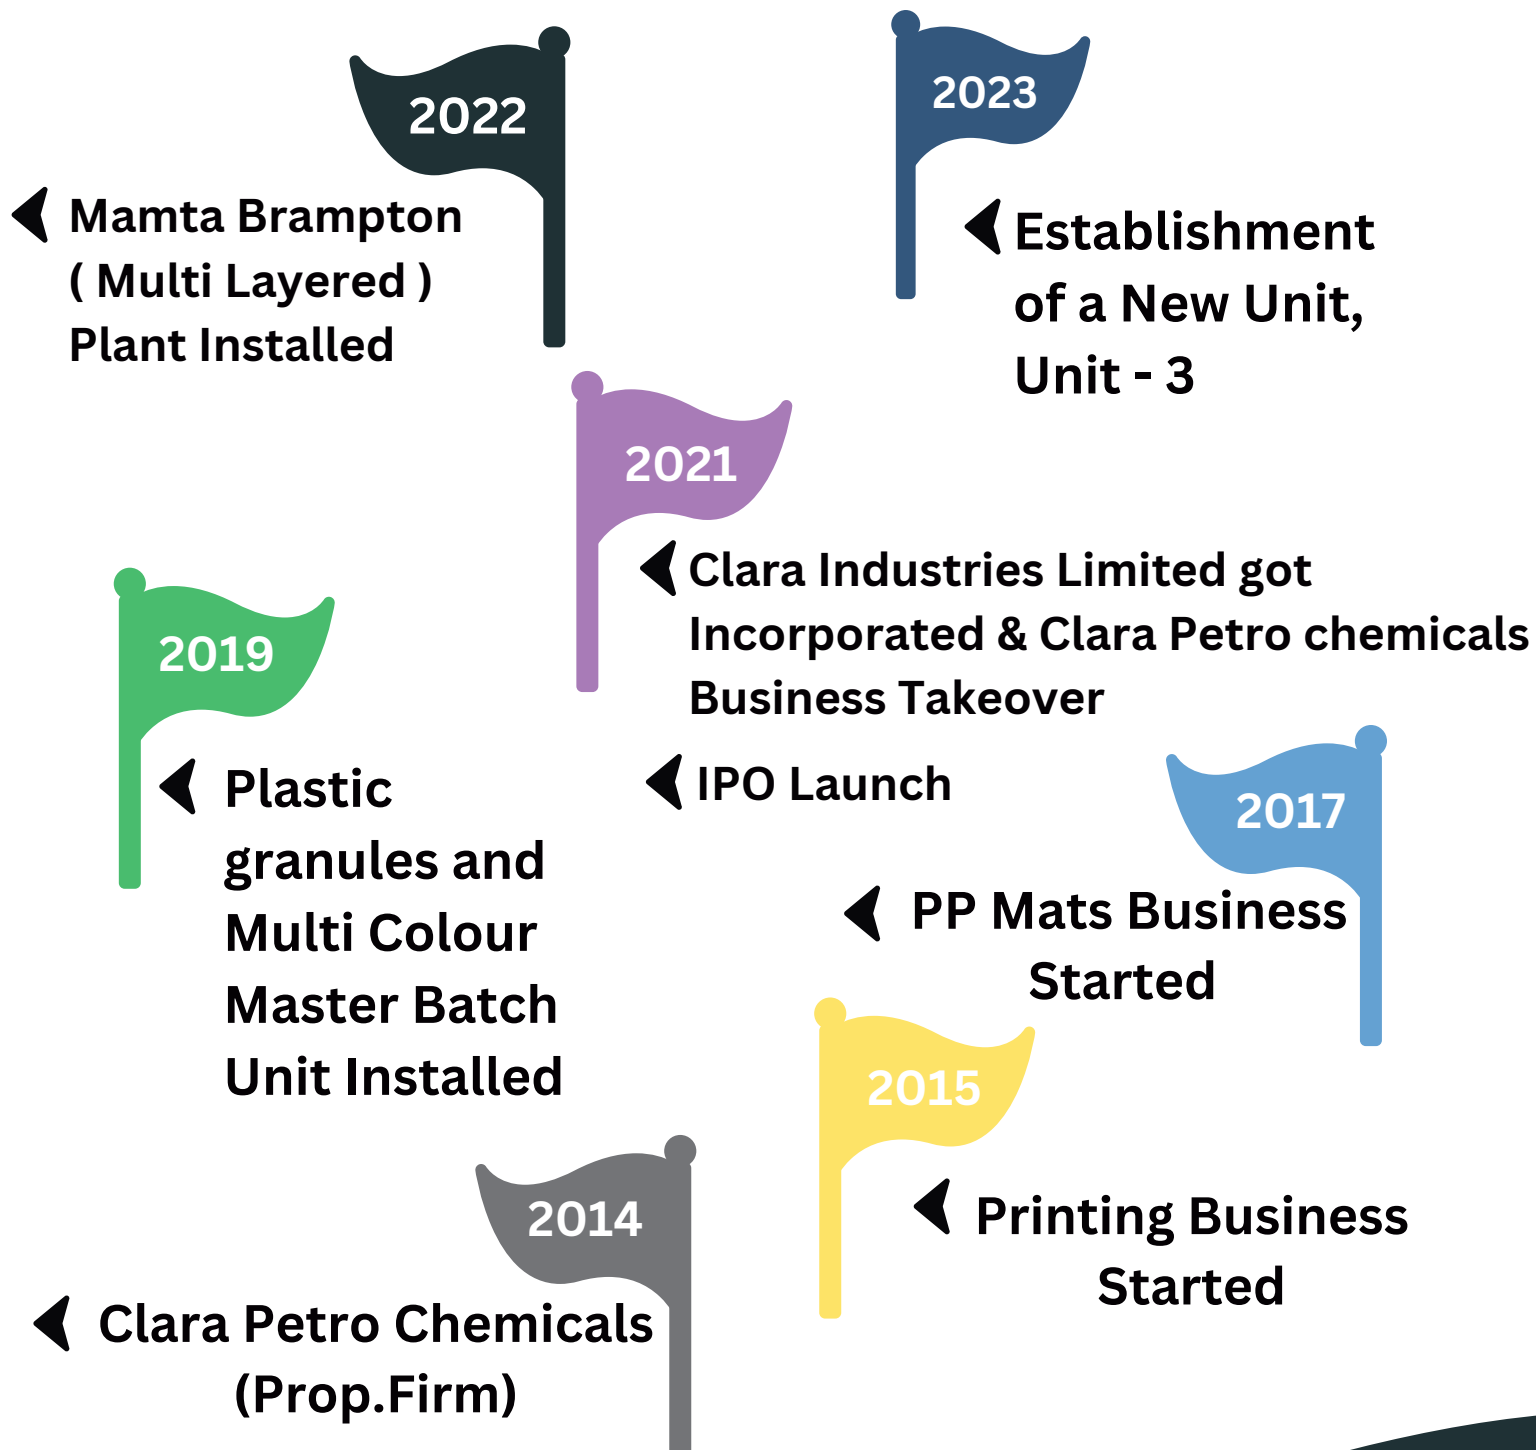 2022
Mamta Brampton
( Multi Layered )
Plant Installed
2023
Establishment
of a New Unit,
Unit - 3
2021
Clara Industries Limited got
Incorporated & Clara Petro chemicals
Business Takeover
IPO Launch
2019
Plastic
granules and
Multi Colour
Master Batch
Unit Installed
2017
PP Mats Business
Started
2015
Printing Business
Started
2014
Clara Petro Chemicals
(Prop.Firm)